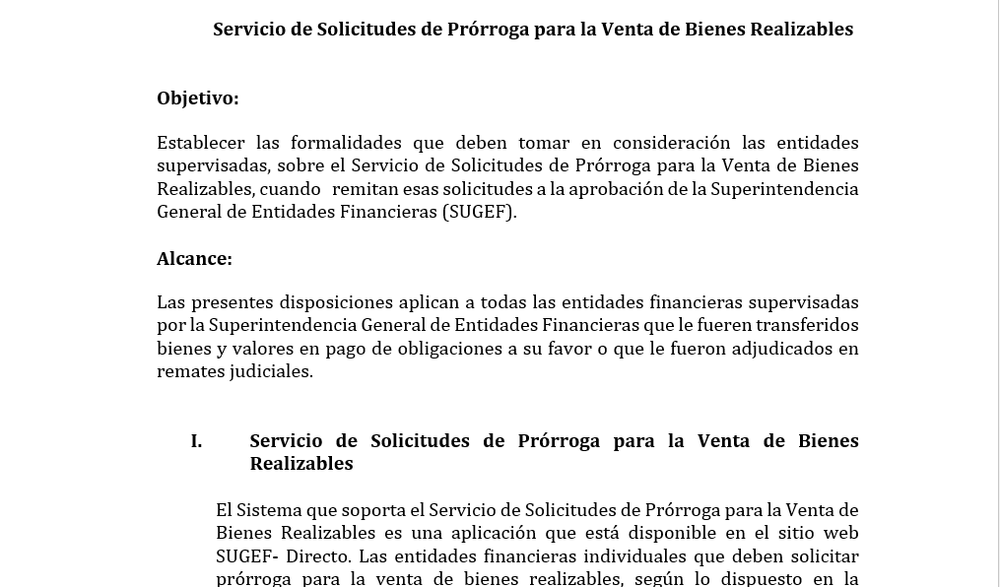 Servicio de Solicitudes de Prórroga para la Venta de Bienes Realizables
Objetivo:
Establecer las formalidades que deben tomar en consideración las entidades
supervisadas, sobre el Servicio de Solicitudes de Prórroga para la Venta de Bienes
Realizables, cuando remitan esas solicitudes a la aprobación de la Superintendencia
General de Entidades Financieras (SUGEF).
Alcance:
Las presentes disposiciones aplican a todas las entidades financieras supervisadas
por la Superintendencia General de Entidades Financieras que le fueren transferidos
bienes y valores en pago de obligaciones a su favor o que le fueron adjudicados en
remates judiciales.
I. Servicio de Solicitudes de Prórroga para la Venta de Bienes
Realizables
El Sistema que soporta el Servicio de Solicitudes de Prórroga para la Venta de
Bienes Realizables es una aplicación que está disponible en el sitio web
SUGEF- Directo. Las entidades financieras individuales que deben solicitar
prórroga para la venta de bienes realizables, según lo dispuesto en la